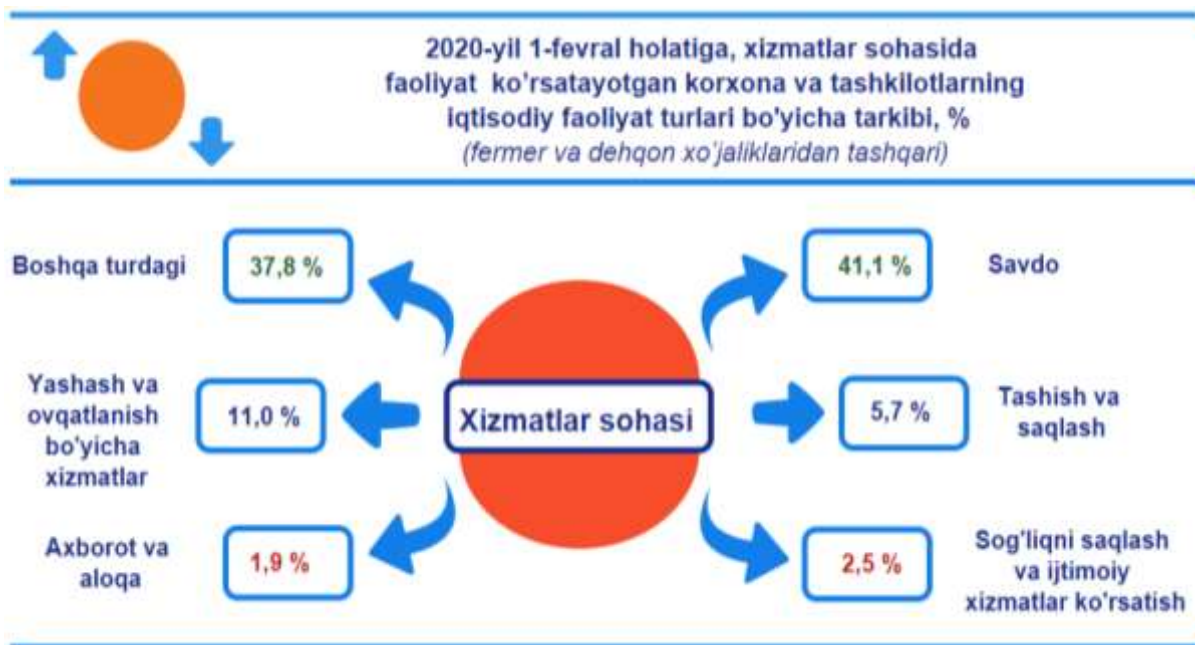 2020-yil 1-fevral holatiga, xizmatlar sohasida
faoliyat ko'rsatayotgan korxona va tashkilotlarning
iqtisodiy faoliyat turlari bo'yicha tarkibi, %
(fermer va dehqon xo'jaliklaridan tashqari)
Boshqa turdagi
37,8 %
41,1 %
Savdo
Yashash va
ovqatlanish
bo'yicha
xizmatlar
11,0 %
Xizmatlar sohasi
5,7 %
Tashish va
saqlash
Axborot va
aloqa
1,9 %
2,5 %
Sog'liqni saqlash
va ijtimoiy
xizmatlar ko'rsatish